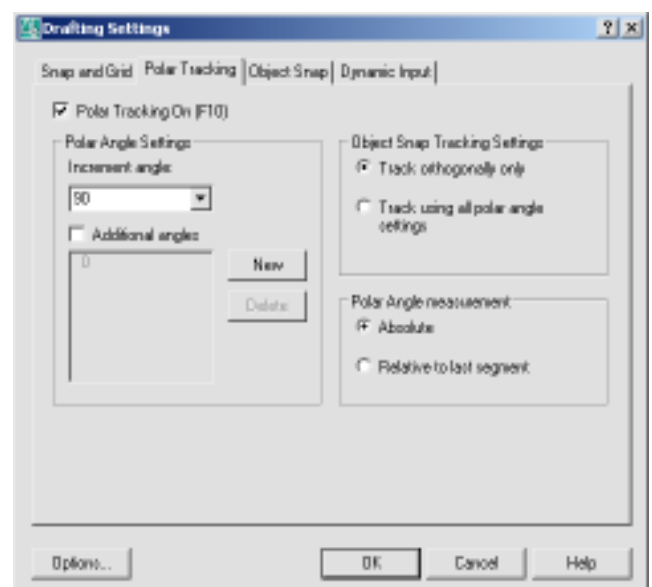 Drafting Settings
Snap and Grid Polar Tracking Object Snap Dynamic Input
Polar Tracking On (F10)
Polar Angle Settings
Increment angle:
90
Additional angles
0
New
Delete
Object Snap Tracking Settings
Track orthogonally only
Track using all polar angle
settings
Polar Angle measurement
Absolute
Relative to last segment
Options... OK Cancel Help